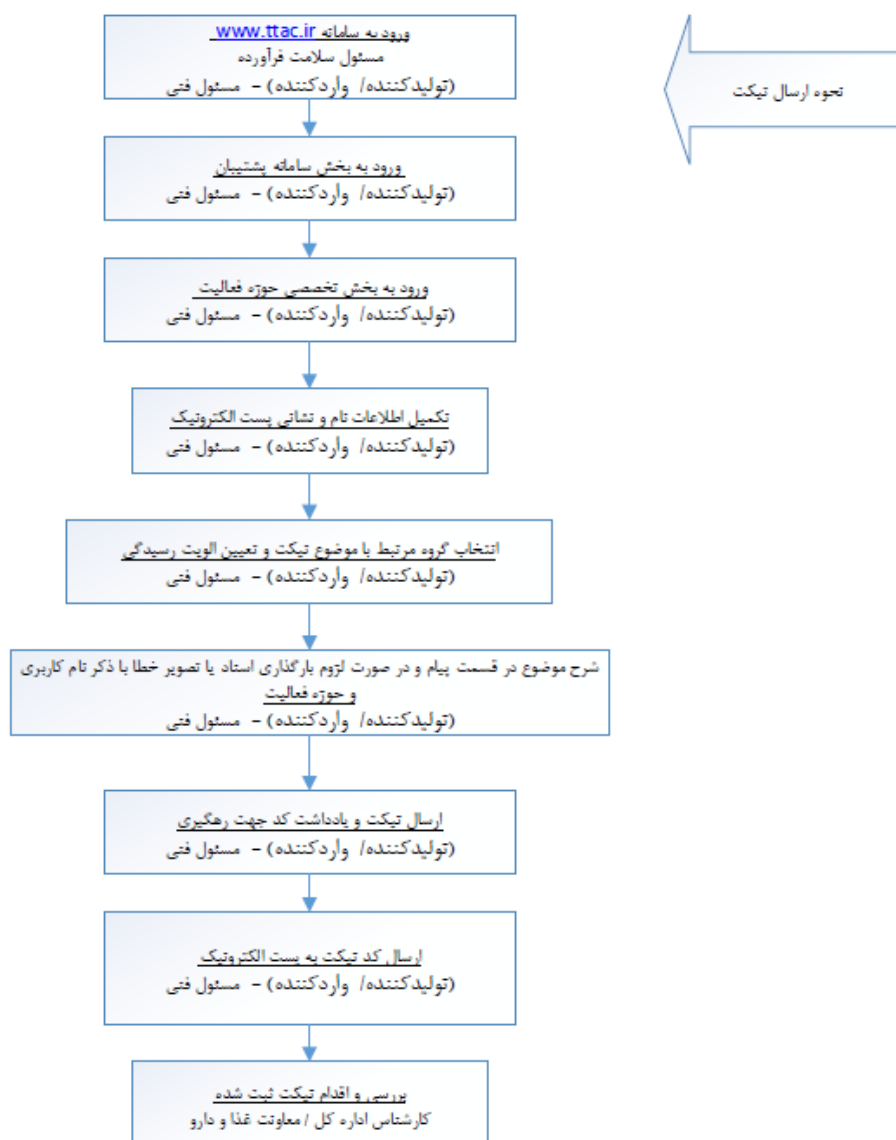 ورود به سامانه www.ttac.ir
مسئول سلامت فرآورده
(تولیدکننده/ واردکننده) - مسئول فنی
نحوه ارسال تیکت
ورود به بخش سامانه پشتیبان
(تولیدکننده/ واردکننده) - مسئول فنی
ورود به بخش تخصصی حوزه فعالیت
(تولیدکننده/ واردکننده) - مسئول فنی
تکمیل اطلاعات نام و نشانی پست الکترونیک
(تولیدکننده/ واردکننده) - مسئول فنی
انتخاب گروه مرتبط با موضوع تیکت و تعیین الویت رسیدگی
(تولیدکننده/ واردکننده) - مسئول فنی
شرح موضوع در قسمت پیام و در صورت لزوم بارگذاری اسناد یا تصویر خطا با ذکر نام کاربری
و حوزه فعالیت
(تولیدکننده/ واردکننده) - مسئول فنی
ارسال تیکت و یادداشت کد جهت رهگیری
(تولیدکننده/ واردکننده) - مسئول فنی
ارسال کد تیکت به پست الکترونیک
(تولیدکننده/ واردکننده) - مسئول فنی
بررسی و اقدام تیکت ثبت شده
کارشناس اداره کل / معاونت غذا و دارو